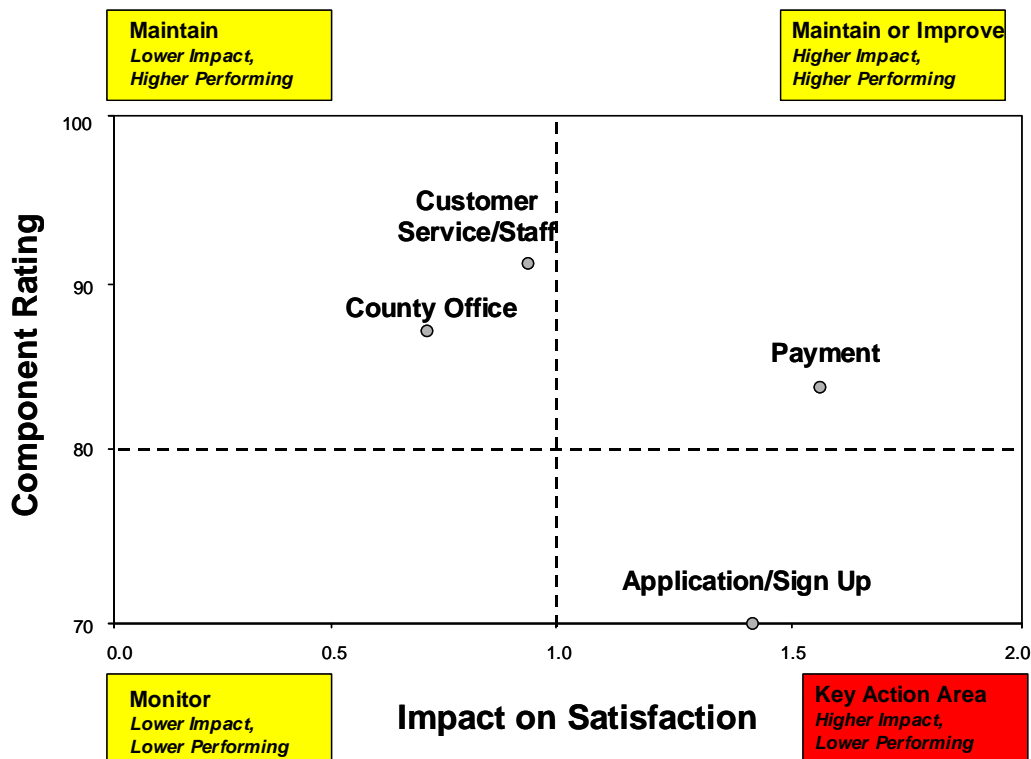 Maintain
Lower Impact,
Higher Performing
Maintain or Improve
Higher Impact,
Higher Performing
100
90
80
70
Component Rating
Customer
Service/Staff
County Office
Payment
Application/Sign Up
0.0
0.5
1.0
1.5
2.0
Monitor
Lower Impact,
Lower Performing
Impact on Satisfaction
Key Action Area
Higher Impact,
Lower Performing